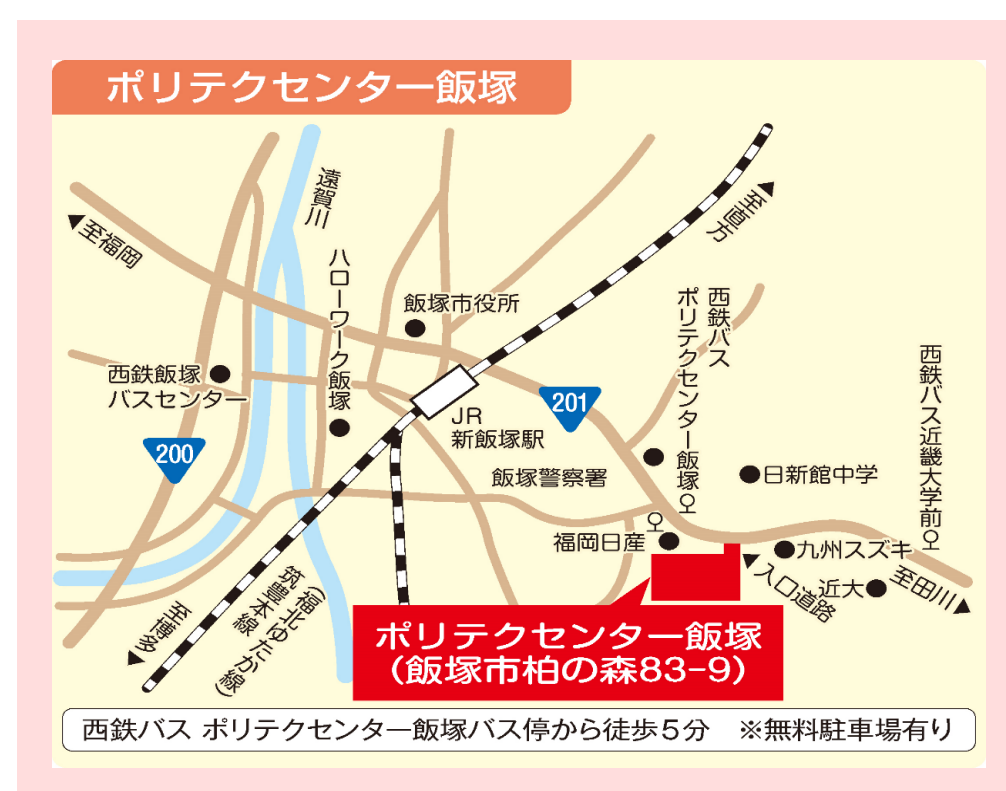 ポリテクセンター飯塚
遠賀川
至直方
至福岡
ハローワーク飯塚
飯塚市役所
西鉄バス
ポリテクセンター飯塚
西鉄バス近畿大学前
西鉄飯塚
バスセンター
201
JR
新飯塚駅
200
飯塚警察署
日新館中学
福岡日産
九州スズキ
入口道路
近大
至田川
(福北ゆたか線)
筑豊本線
至博多
ポリテクセンター飯塚
(飯塚市柏の森83-9)
西鉄バス ポリテクセンター飯塚バス停から徒歩5分 ※無料駐車場有り